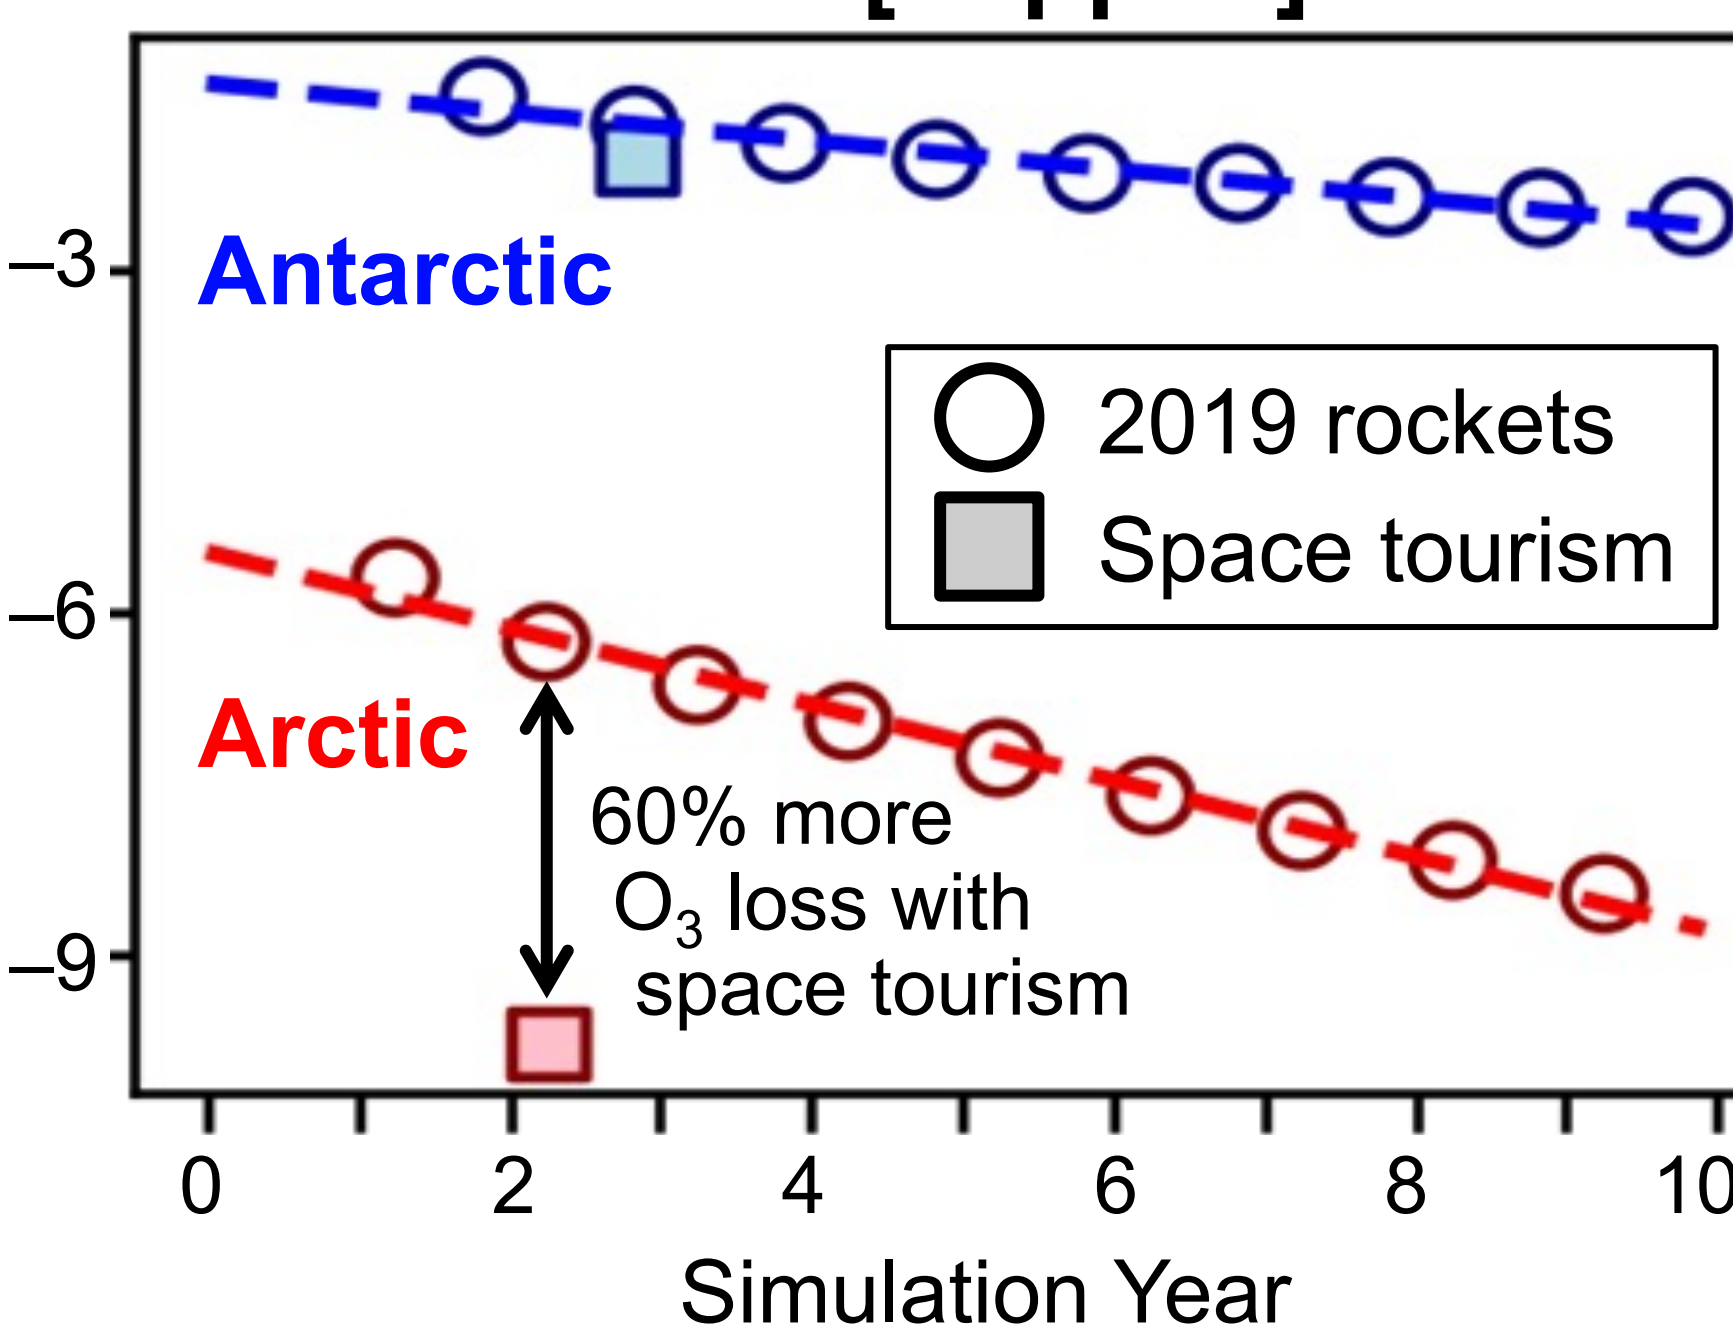 –3
Antarctic
2019 rockets
Space tourism
–6
Arctic
60% more
O₃ loss with
space tourism
–9
0 2 4 6 8 10
Simulation Year